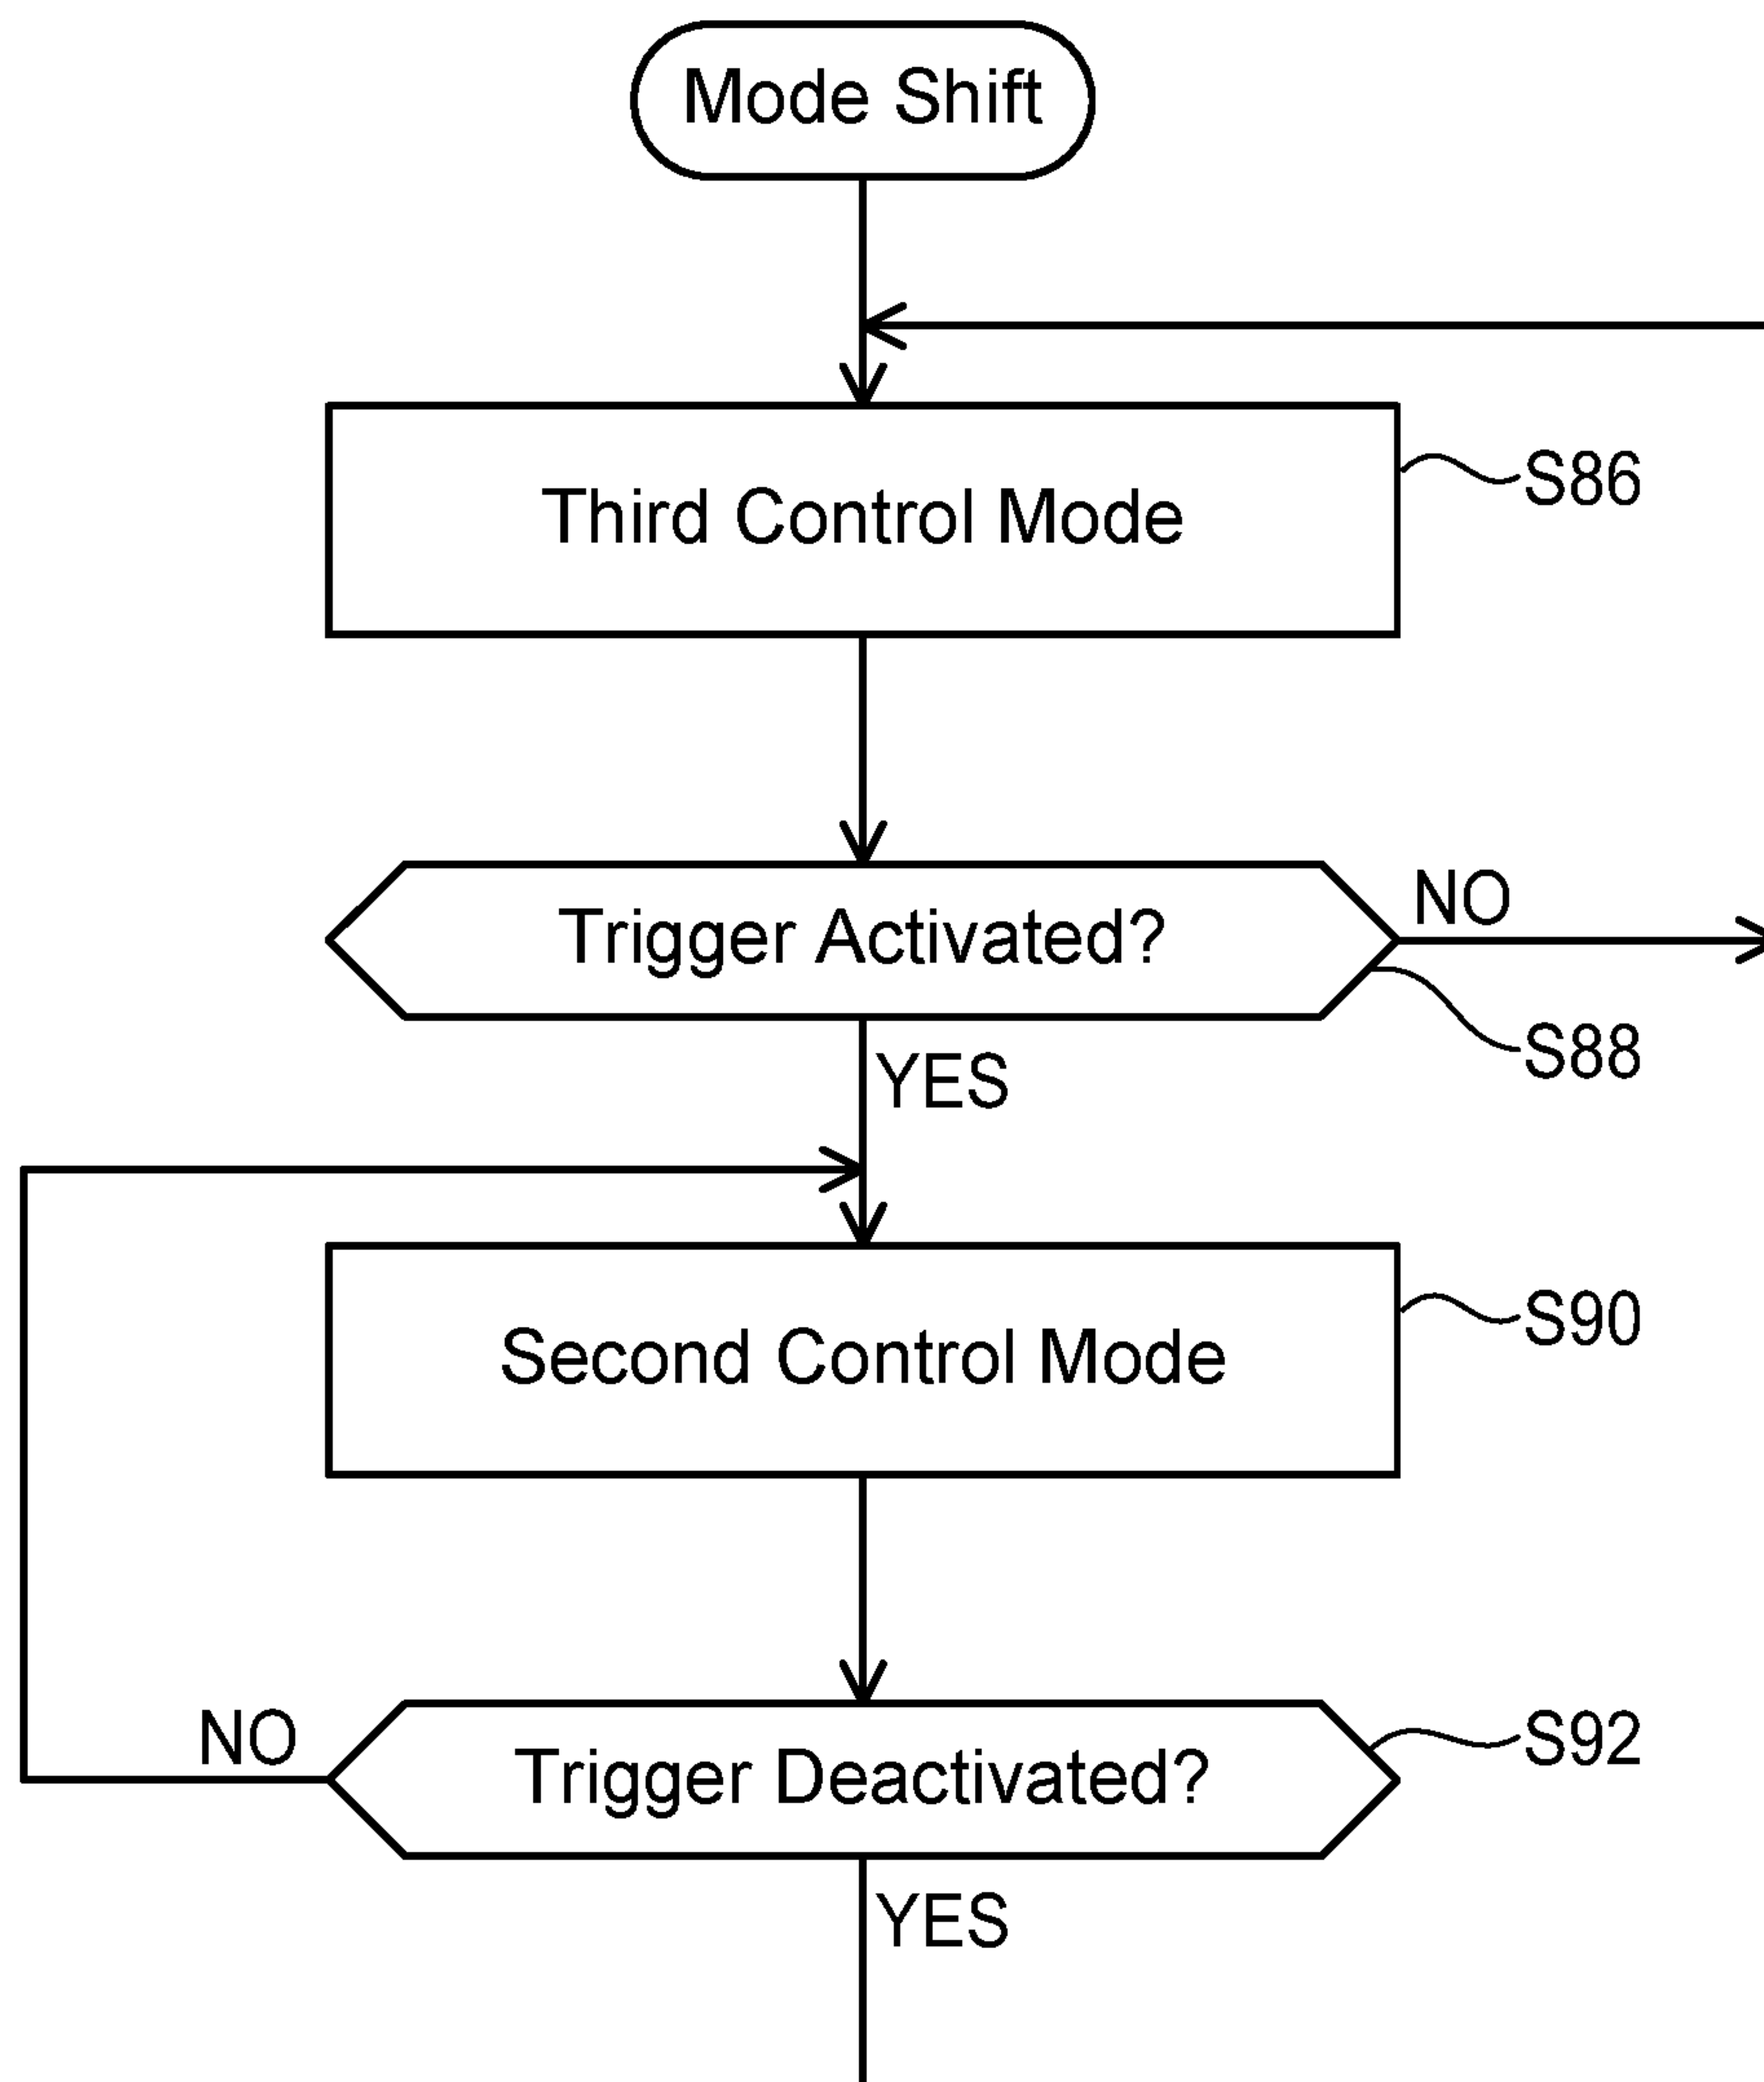 Mode Shift
Third Control Mode
S86
Trigger Activated?
NO
S88
YES
Second Control Mode
S90
NO
Trigger Deactivated?
S92
YES